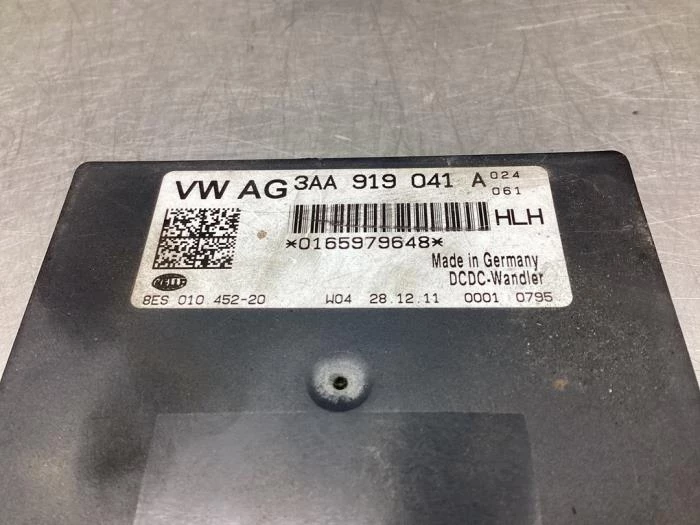 VW AG 3AA 919 041 A 024
061
HLH
*0165979648*
Made in Germany
DCDC-Wandler
HELLA
8ES 010 452-20 W04 28.12.11 0001 0795